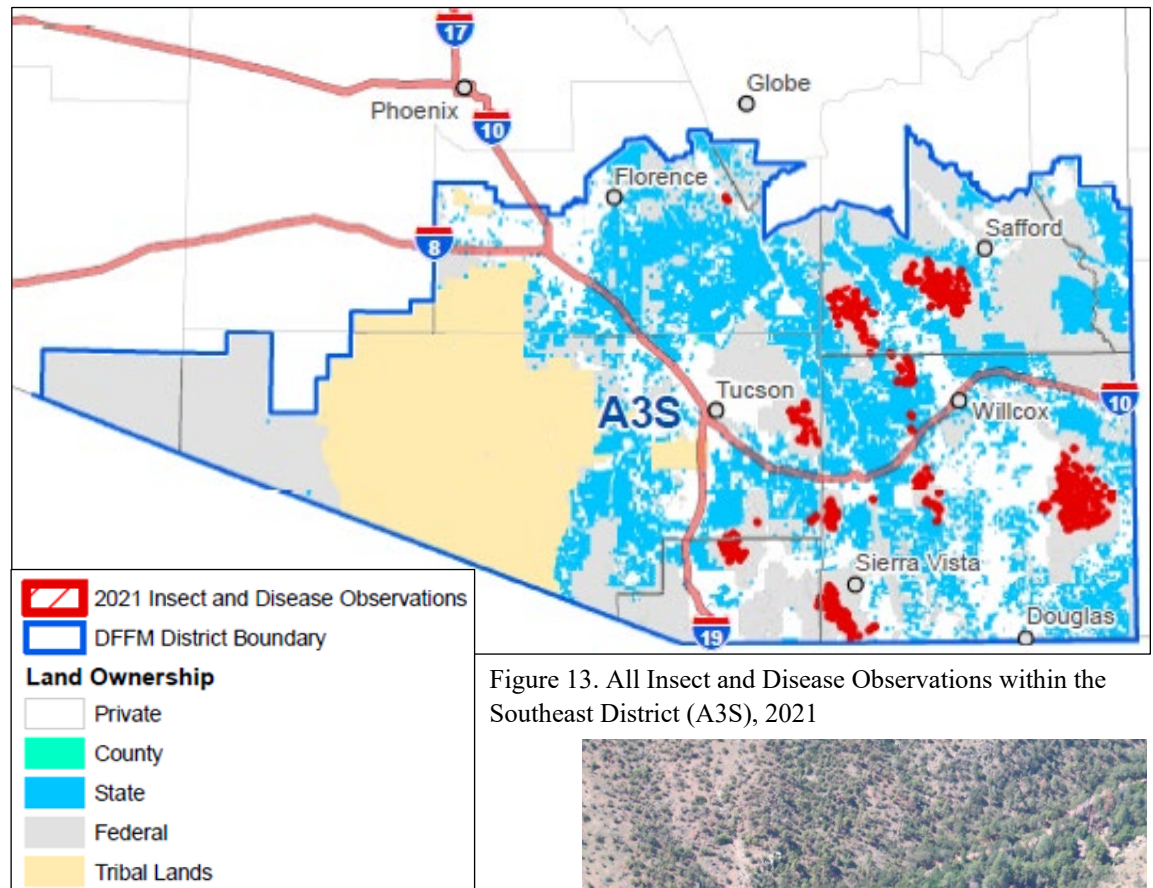 17
Globe
Phoenix
10
Florence
Safford
8
Tucson
A3S
Willcox
10
Sierra Vista
Douglas
19
2021 Insect and Disease Observations
DFFM District Boundary
Land Ownership
Private
County
State
Federal
Tribal Lands
Figure 13. All Insect and Disease Observations within the
Southeast District (A3S), 2021